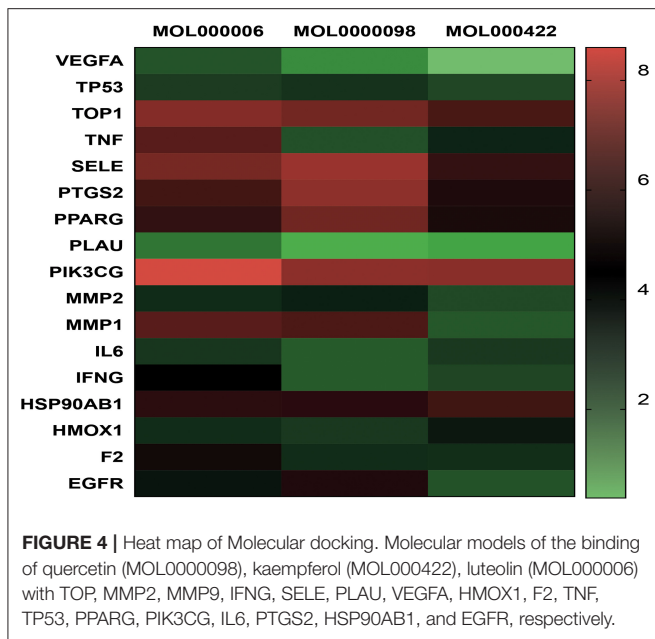 MOL000006 MOL0000098 MOL000422
VEGFA
TP53
TOP1
TNF
SELE
PTGS2
PPARG
PLAU
PIK3CG
MMP2
MMP1
IL6
IFNG
HSP90AB1
HMOX1
F2
EGFR
8
6
4
2
FIGURE 4 | Heat map of Molecular docking. Molecular models of the binding
of quercetin (MOL0000098), kaempferol (MOL000422), luteolin (MOL000006)
with TOP, MMP2, MMP9, IFNG, SELE, PLAU, VEGFA, HMOX1, F2, TNF,
TP53, PPARG, PIK3CG, IL6, PTGS2, HSP90AB1, and EGFR, respectively.